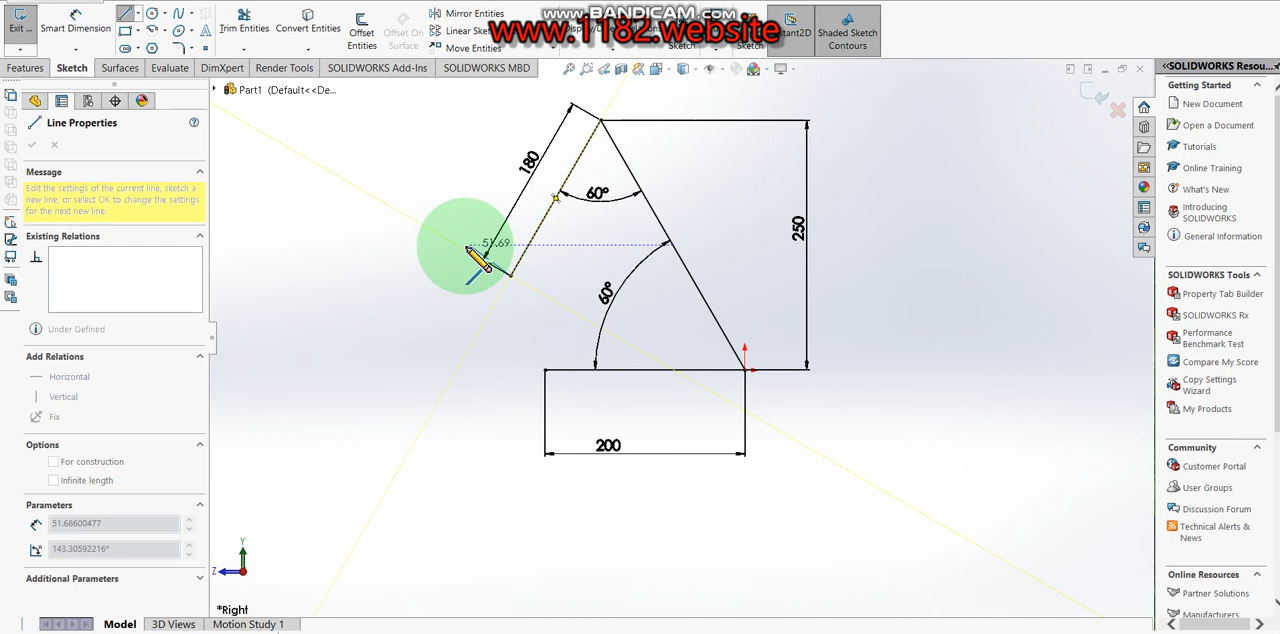 www.BANDICAM.com
www.1182.website
Exit ...
Smart Dimension
Trim Entities
Convert Entities
Offset Entities
Offset On Surface
Mirror Entities
Linear Sk
Move Entities
Shaded Sketch Contours
Features
Sketch
Surfaces
Evaluate
DimXpert
Render Tools
SOLIDWORKS Add-Ins
SOLIDWORKS MBD
Part1 (Default<<De...
Line Properties
Message
Edit the settings of the current line, sketch a
new line, or select OK to change the settings
for the next new line.
Existing Relations
Under Defined
Add Relations
Horizontal
Vertical
Fix
Options
For construction
Infinite length
Parameters
51.68600477
143.30592216°
Additional Parameters
180
60°
51.69
60°
250
200
Y
Z
*Right
Model
3D Views
Motion Study 1
SOLIDWORKS Resou...
Getting Started
New Document
Open a Document
Tutorials
Online Training
What's New
Introducing
SOLIDWORKS
General Information
SOLIDWORKS Tools
Property Tab Builder
SOLIDWORKS Rx
Performance
Benchmark Test
Compare My Score
Copy Settings
Wizard
My Products
Community
Customer Portal
User Groups
Discussion Forum
Technical Alerts &
News
Online Resources
Partner Solutions
Manufacturers